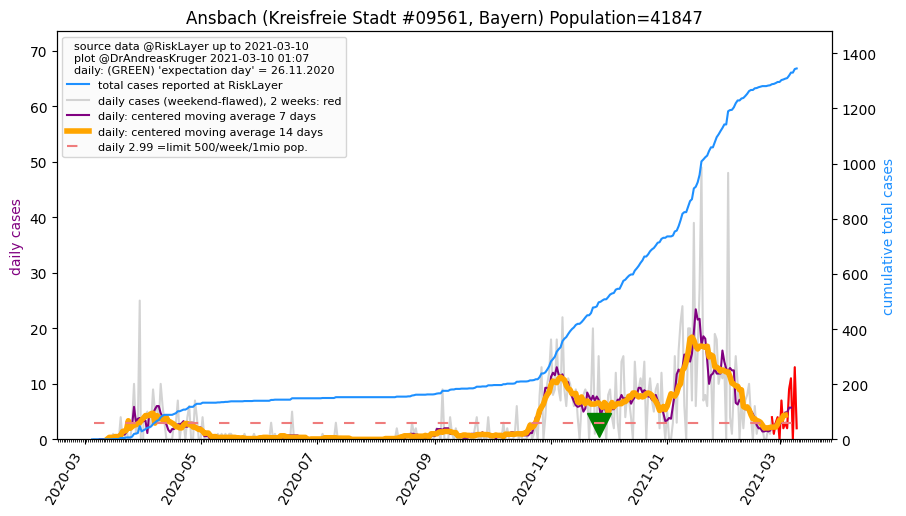 Ansbach (Kreisfreie Stadt #09561, Bayern) Population=41847
source data @RiskLayer up to 2021-03-10
plot @DrAndreasKruger 2021-03-10 01:07
daily: (GREEN) 'expectation day' = 26.11.2020
total cases reported at RiskLayer
daily cases (weekend-flawed), 2 weeks: red
daily: centered moving average 7 days
daily: centered moving average 14 days
daily 2.99 =limit 500/week/1mio pop.
daily cases
70
60
50
40
30
20
10
0
cumulative total cases
1400
1200
1000
800
600
400
200
0
2020-03
2020-05
2020-07
2020-09
2020-11
2021-01
2021-03